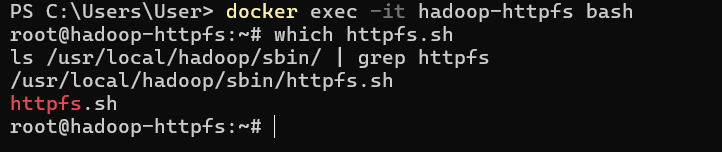 PS C:\Users\User> docker exec -it hadoop-httpfs bash
root@hadoop-httpfs:~# which httpfs.sh
ls /usr/local/hadoop/sbin/ | grep httpfs
/usr/local/hadoop/sbin/httpfs.sh
httpfs.sh
root@hadoop-httpfs:~#